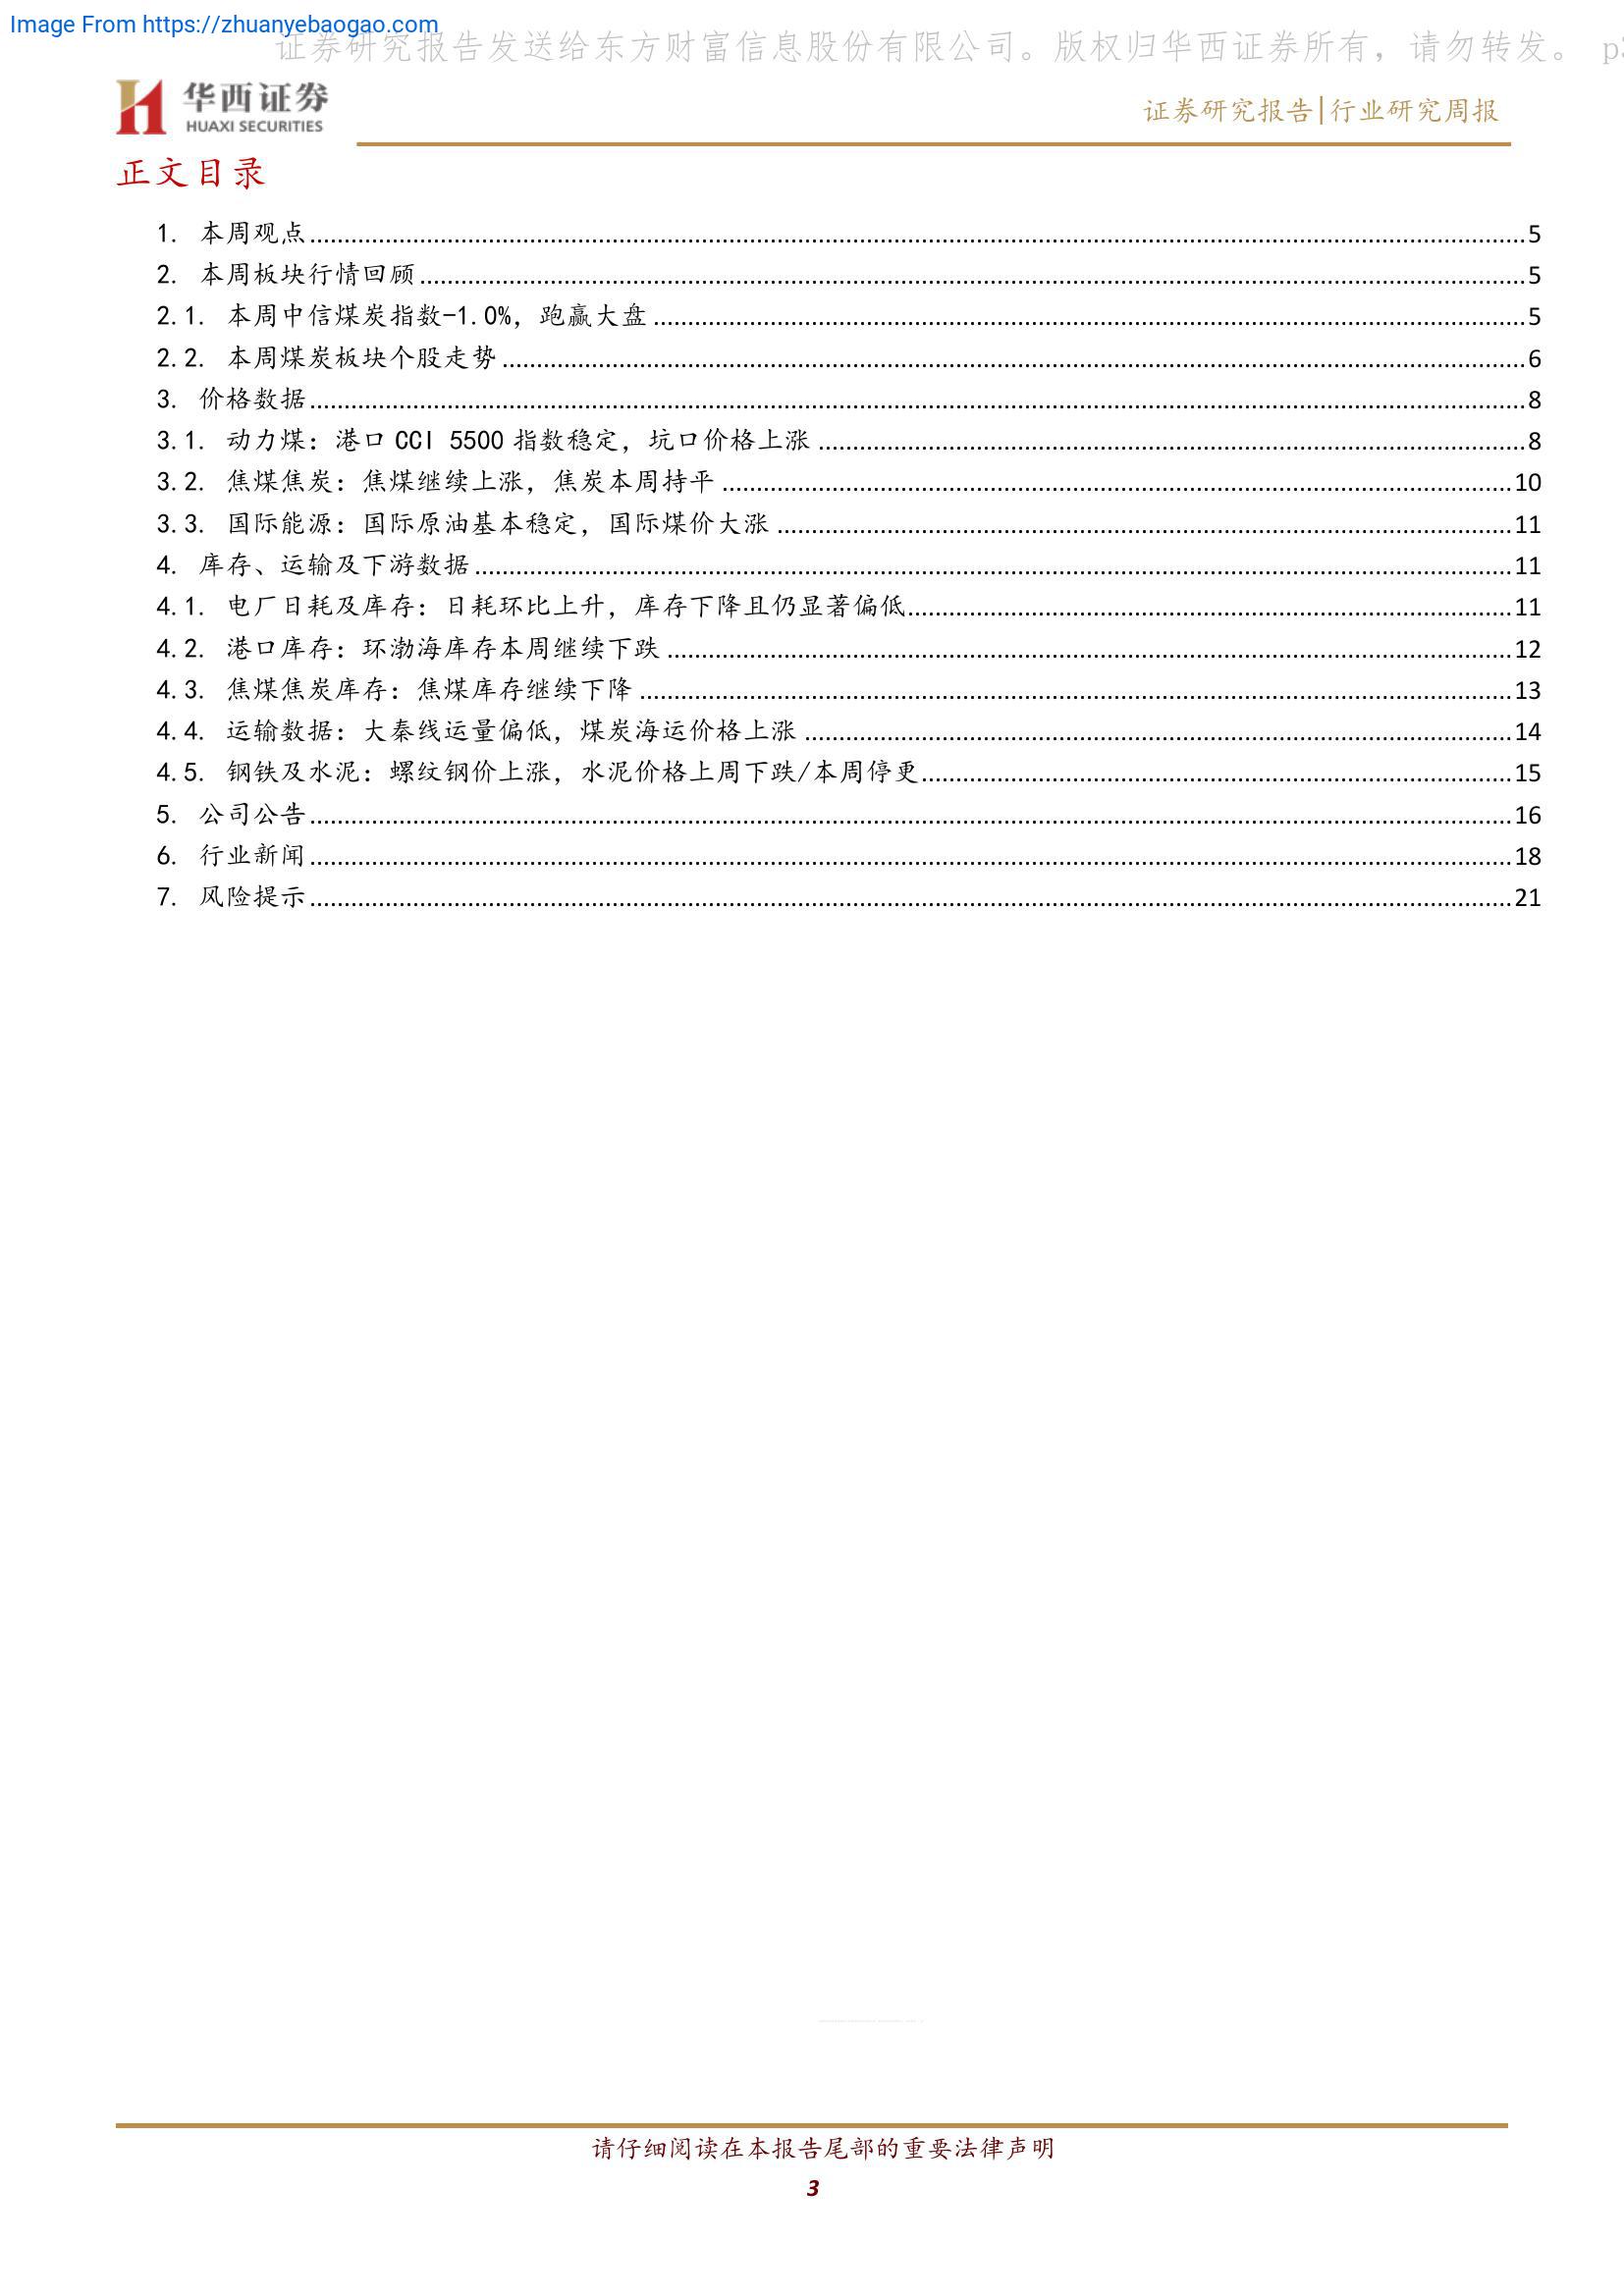 Image From https://zhuanyebaogao.com
证券研究报告发送给东方财富信息股份有限公司。版权归华西证券所有，请勿转发。 p3
华西证券
HUAXI SECURITIES
证券研究报告|行业研究周报
正文目录
1. 本周观点 5
2. 本周板块行情回顾 5
2.1. 本周中信煤炭指数-1.0%，跑赢大盘 5
2.2. 本周煤炭板块个股走势 6
3. 价格数据 8
3.1. 动力煤：港口 CCI 5500 指数稳定，坑口价格上涨 8
3.2. 焦煤焦炭：焦煤继续上涨，焦炭本周持平 10
3.3. 国际能源：国际原油基本稳定，国际煤价大涨 11
4. 库存、运输及下游数据 11
4.1. 电厂日耗及库存：日耗环比上升，库存下降且仍显著偏低 11
4.2. 港口库存：环渤海库存本周继续下跌 12
4.3. 焦煤焦炭库存：焦煤库存继续下降 13
4.4. 运输数据：大秦线运量偏低，煤炭海运价格上涨 14
4.5. 钢铁及水泥：螺纹钢价上涨，水泥价格上周下跌/本周停更 15
5. 公司公告 16
6. 行业新闻 18
7. 风险提示 21
请仔细阅读在本报告尾部的重要法律声明
3